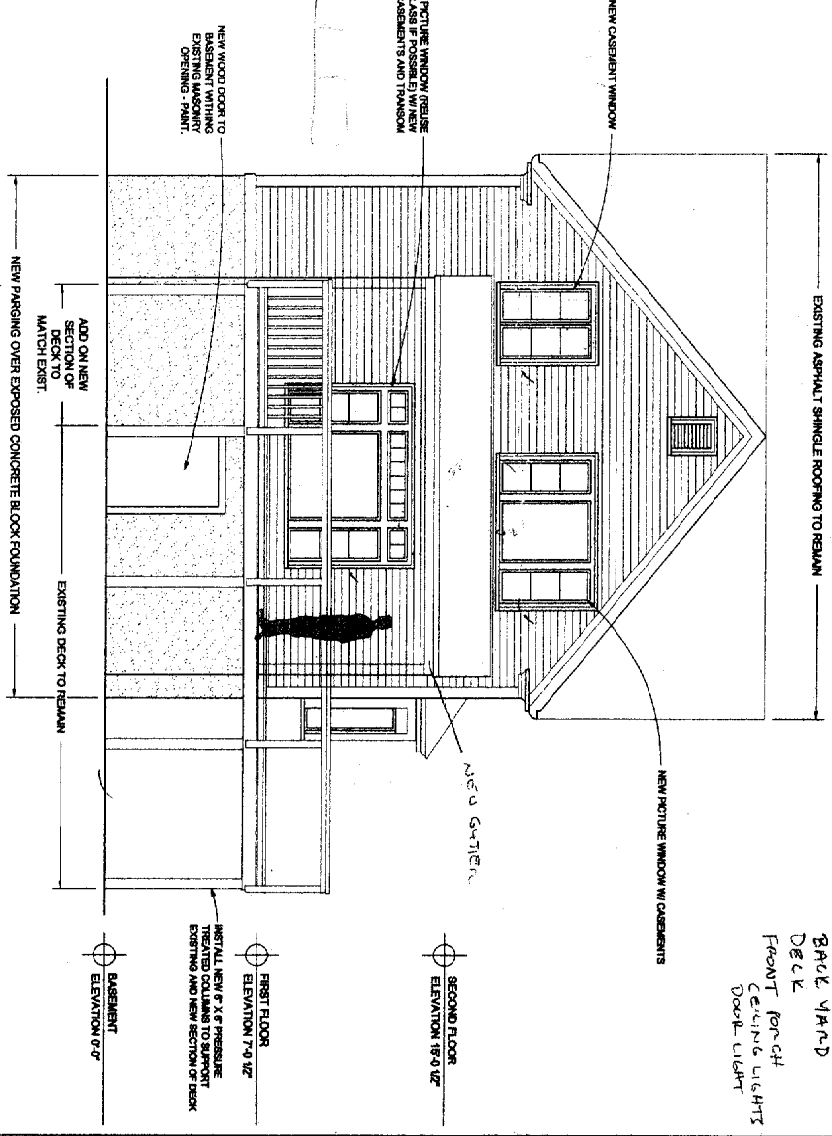 EXISTING ASPHALT SHINGLE ROOFING TO REMAIN
BACK YARD
DECK
FRONT PORCH
CEILING LIGHTS
DOOR LIGHT
NEW CASEMENT WINDOW
NEW PICTURE WINDOW W/ CASEMENTS
PICTURE WINDOW (REUSE
LASS IF POSSIBLE) W/ NEW
CASEMENTS AND TRANSOM
NEW GUTTER
SECOND FLOOR
ELEVATION 16'-0 1/2"
NEW WOOD DOOR TO
BASEMENT WITHING
EXISTING MASONRY
OPENING - PAINT.
FIRST FLOOR
ELEVATION 7'-0 1/2"
INSTALL NEW 6" X 6" PRESSURE
TREATED COLUMNS TO SUPPORT
EXISTING AND NEW SECTION OF DECK
BASEMENT
ELEVATION 0'-0"
ADD ON NEW
SECTION OF
DECK TO
MATCH EXIST.
EXISTING DECK TO REMAIN
NEW PARGING OVER EXPOSED CONCRETE BLOCK FOUNDATION